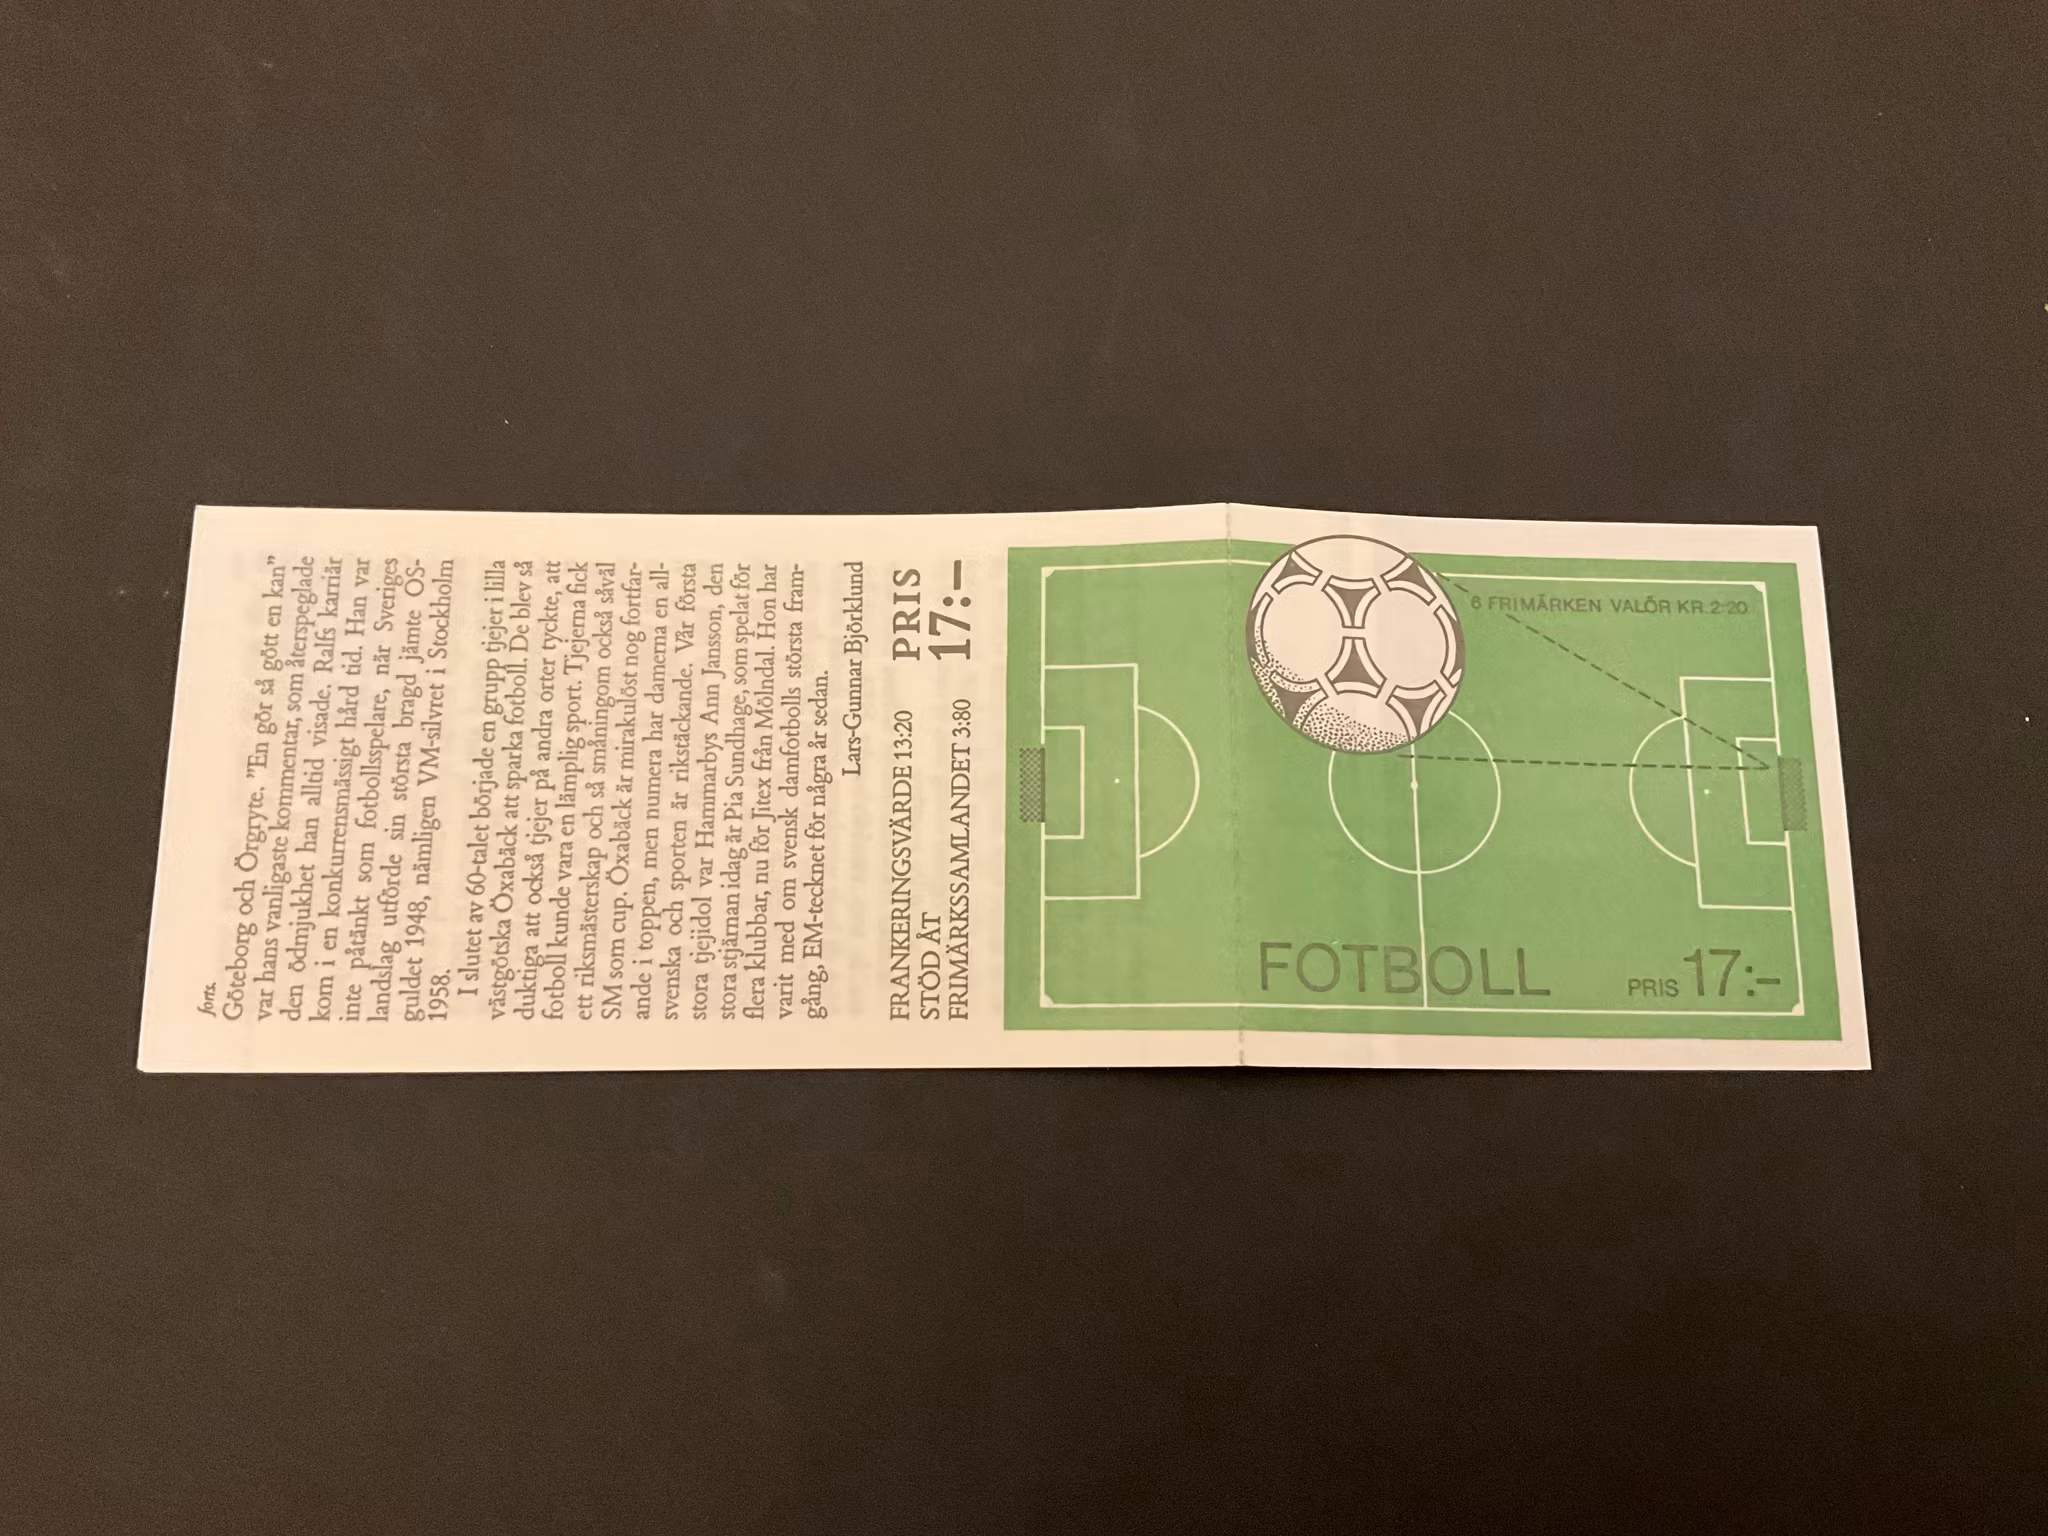 forts.
Göteborg och Örgryte. ”En gör så gött en kan”
var hans vanligaste kommentar, som återspeglade
den ödmjukhet han alltid visade. Ralfs karriär
kom i en konkurrensmässigt hård tid. Han var
inte påtänkt som fotbollsspelare, när Sveriges
landslag utförde sin största bragd jämte OS-
guldet 1948, nämligen VM-silvret i Stockholm
1958.
I slutet av 60-talet började en grupp tjejer i lilla
västgötska Öxabäck att sparka fotboll. De blev så
duktiga att också tjejer på andra orter tyckte, att
fotboll kunde vara en lämplig sport. Tjejerna fick
ett riksmästerskap och så småningom också såväl
SM som cup. Öxabäck är mirakulöst nog fortfar-
ande i toppen, men numera har damerna en all-
svenska och sporten är rikstäckande. Vår första
stora tjejidol var Hammarbys Ann Jansson, den
stora stjärnan idag är Pia Sundhage, som spelat för
flera klubbar, nu för Jitex från Mölndal. Hon har
varit med om svensk damfotbolls största fram-
gång, EM-tecknet för några år sedan.
Lars-Gunnar Björklund
FRANKERINGSVÄRDE 13:20
STÖD ÅT
FRIMÄRKSSAMLANDET 3:80
PRIS
17:–
6 FRIMÄRKEN VALÖR KR.2:20
FOTBOLL
PRIS 17:-